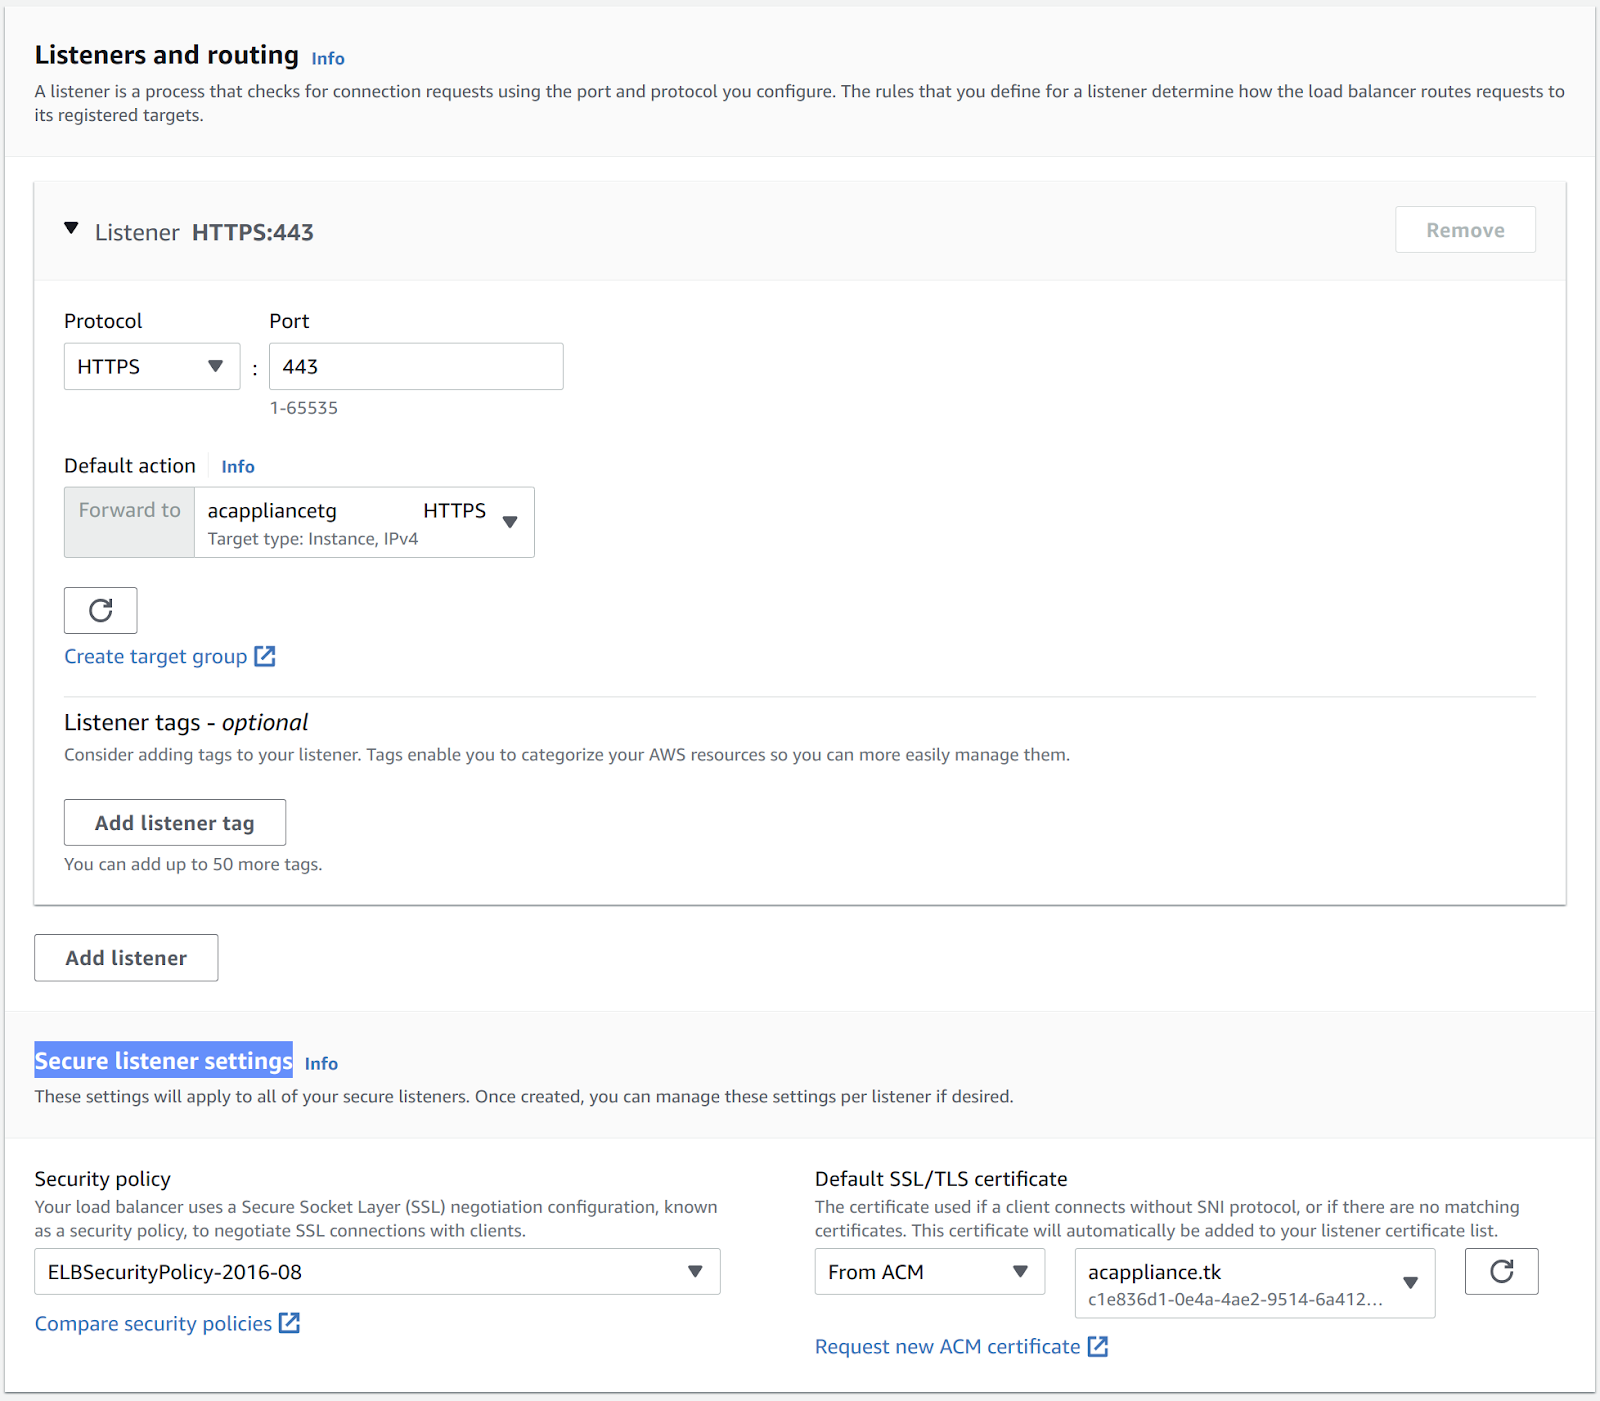 Listeners and routing Info
A listener is a process that checks for connection requests using the port and protocol you configure. The rules that you define for a listener determine how the load balancer routes requests to
its registered targets.
Listener HTTPS:443
Remove
Protocol
Port
HTTPS
:
443
1-65535
Default action
Info
Forward to
acappliancetg
HTTPS
Target type: Instance, IPv4
Create target group
Listener tags - optional
Consider adding tags to your listener. Tags enable you to categorize your AWS resources so you can more easily manage them.
Add listener tag
You can add up to 50 more tags.
Add listener
Secure listener settings Info
These settings will apply to all of your secure listeners. Once created, you can manage these settings per listener if desired.
Security policy
Your load balancer uses a Secure Socket Layer (SSL) negotiation configuration, known
as a security policy, to negotiate SSL connections with clients.
ELBSecurityPolicy-2016-08
Compare security policies
Default SSL/TLS certificate
The certificate used if a client connects without SNI protocol, or if there are no matching
certificates. This certificate will automatically be added to your listener certificate list.
From ACM
acappliance.tk
c1e836d1-0e4a-4ae2-9514-6a412...
Request new ACM certificate